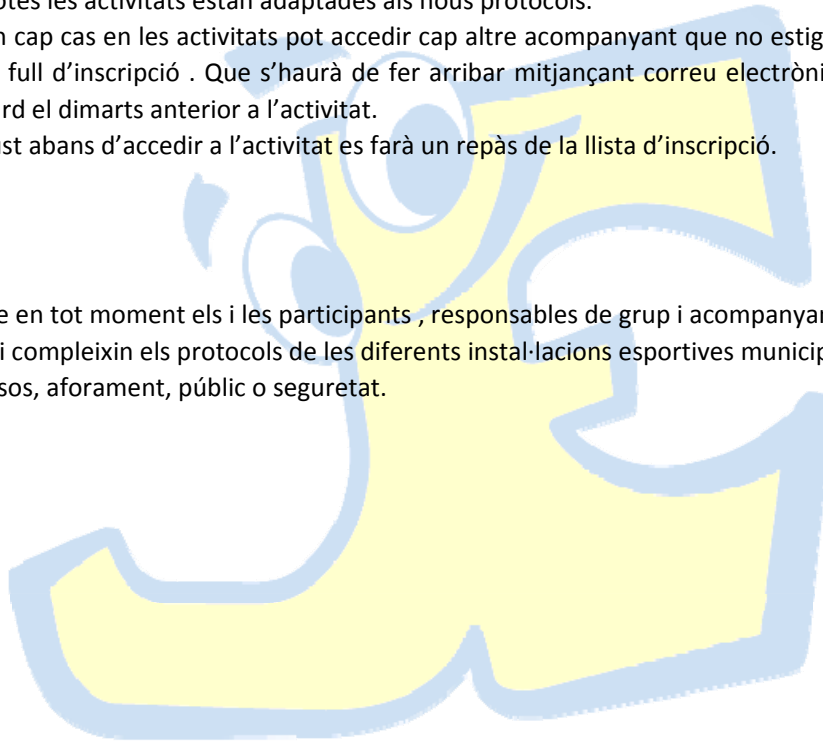 otes les activitats estan adaptades als nous protocols.
n cap cas en les activitats pot accedir cap altre acompanyant que no estig
full d’inscripció . Que s’haurà de fer arribar mitjançant correu electròni
rd el dimarts anterior a l’activitat.
st abans d’accedir a l’activitat es farà un repàs de la llista d’inscripció.
e en tot moment els i les participants , responsables de grup i acompanyan
i compleixin els protocols de les diferents instal·lacions esportives municip
sos, aforament, públic o seguretat.